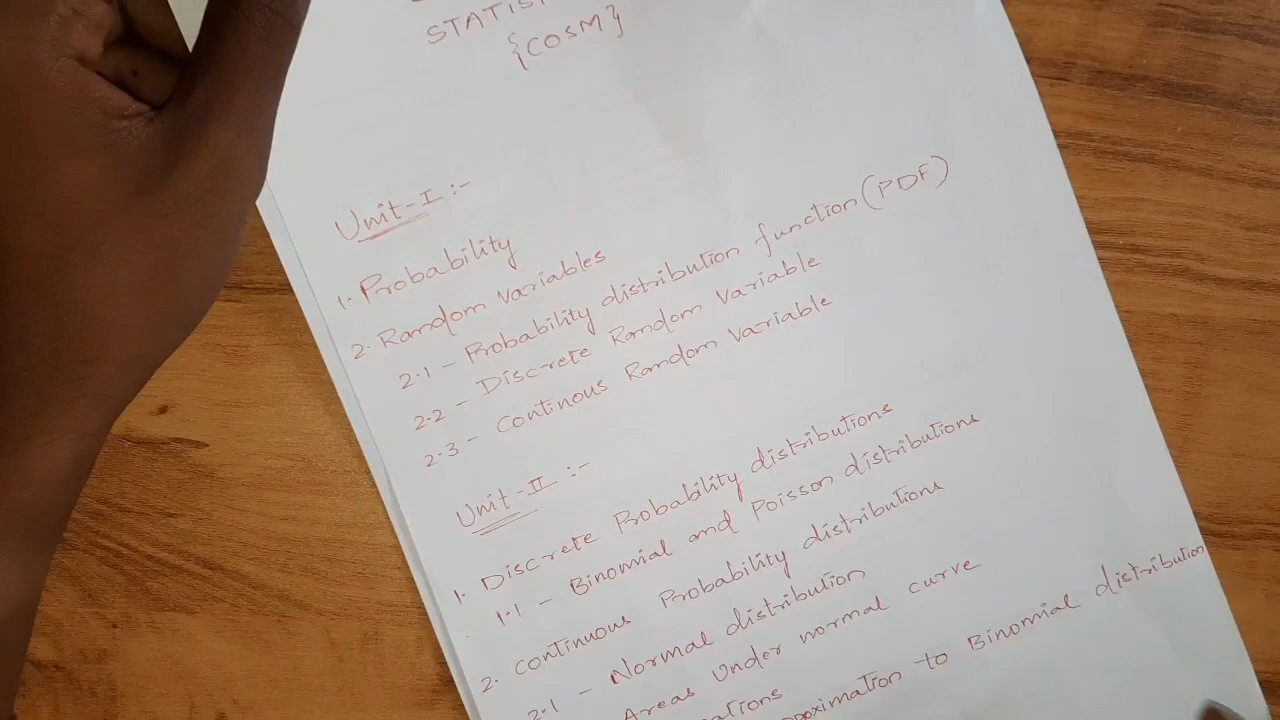 {COSM}
Unit-I :-
1. Probability
2. Random Variables
2.1 - Probability distribution function (PDF)
2.2 - Discrete Random Variable
2.3 - Continous Random Variable
Unit-II :-
1. Discrete Probability distributions
1.1 - Binomial and Poisson distributions
2. Continuous Probability distributions
2.1 - Normal distribution
Areas Under normal curve
to Binomial distribution